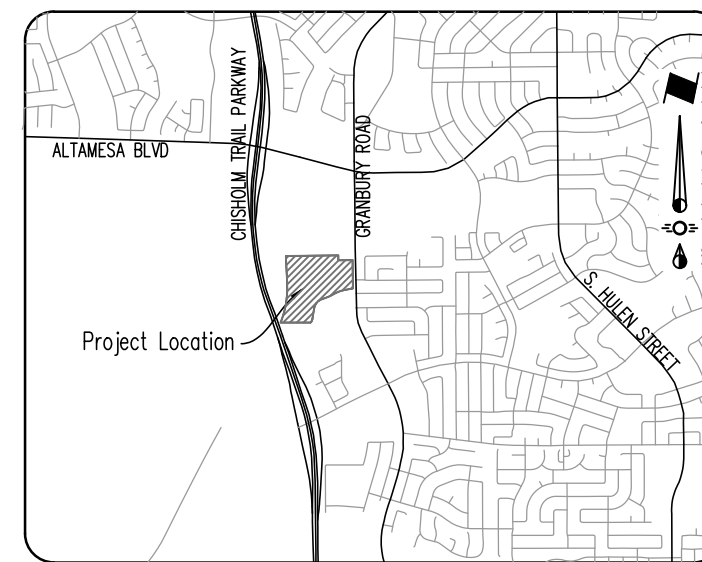 ALTAMESA BLVD
CHISHOLM TRAIL PARKWAY
GRANBURY ROAD
S. HULEN STREET
Project Location